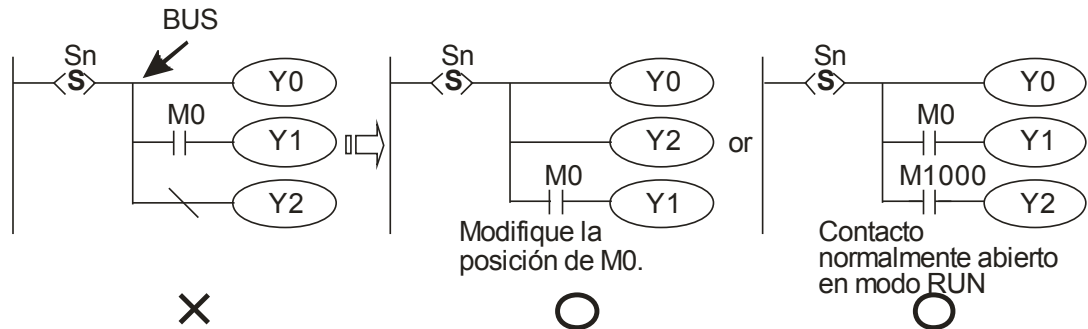 BUS
Sn
S
Y0
M0
Y1
Y2
Sn
S
Y0
Y2
M0
Y1
Modifique la
posición de M0.
or
Sn
S
Y0
M0
Y1
M1000
Y2
Contacto
normalmente abierto
en modo RUN